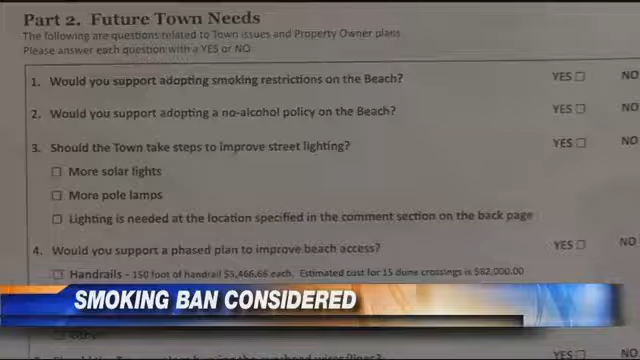 Part 2. Future Town Needs
The following are questions related to Town issues and Property Owner plans
Please answer each question with a YES or NO
1. Would you support adopting smoking restrictions on the Beach? YES ☐ NO
2. Would you support adopting a no-alcohol policy on the Beach? YES ☐ NO
3. Should the Town take steps to improve street lighting? YES ☐ NO
☐ More solar lights
☐ More pole lamps
☐ Lighting is needed at the location specified in the comment section on the back page
4. Would you support a phased plan to improve beach access? YES ☐ NO
☐ Handrails - 150 foot of handrail $5,466.66 each. Estimated cost for 15 dune crossings is $82,000.00
SMOKING BAN CONSIDERED
YES ☐ NO